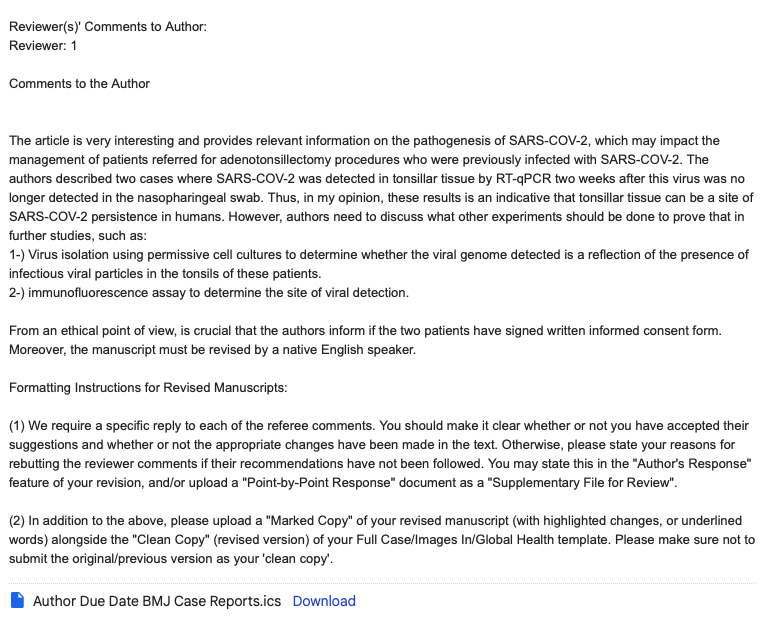 Reviewer(s)' Comments to Author:
Reviewer: 1
Comments to the Author
The article is very interesting and provides relevant information on the pathogenesis of SARS-COV-2, which may impact the
management of patients referred for adenotonsillectomy procedures who were previously infected with SARS-COV-2. The
authors described two cases where SARS-COV-2 was detected in tonsillar tissue by RT-qPCR two weeks after this virus was no
longer detected in the nasopharingeal swab. Thus, in my opinion, these results is an indicative that tonsillar tissue can be a site of
SARS-COV-2 persistence in humans. However, authors need to discuss what other experiments should be done to prove that in
further studies, such as:
1-) Virus isolation using permissive cell cultures to determine whether the viral genome detected is a reflection of the presence of
infectious viral particles in the tonsils of these patients.
2-) immunofluorescence assay to determine the site of viral detection.
From an ethical point of view, is crucial that the authors inform if the two patients have signed written informed consent form.
Moreover, the manuscript must be revised by a native English speaker.
Formatting Instructions for Revised Manuscripts:
(1) We require a specific reply to each of the referee comments. You should make it clear whether or not you have accepted their
suggestions and whether or not the appropriate changes have been made in the text. Otherwise, please state your reasons for
rebutting the reviewer comments if their recommendations have not been followed. You may state this in the "Author's Response"
feature of your revision, and/or upload a "Point-by-Point Response" document as a "Supplementary File for Review".
(2) In addition to the above, please upload a "Marked Copy" of your revised manuscript (with highlighted changes, or underlined
words) alongside the "Clean Copy" (revised version) of your Full Case/Images In/Global Health template. Please make sure not to
submit the original/previous version as your 'clean copy'.
Author Due Date BMJ Case Reports.ics Download